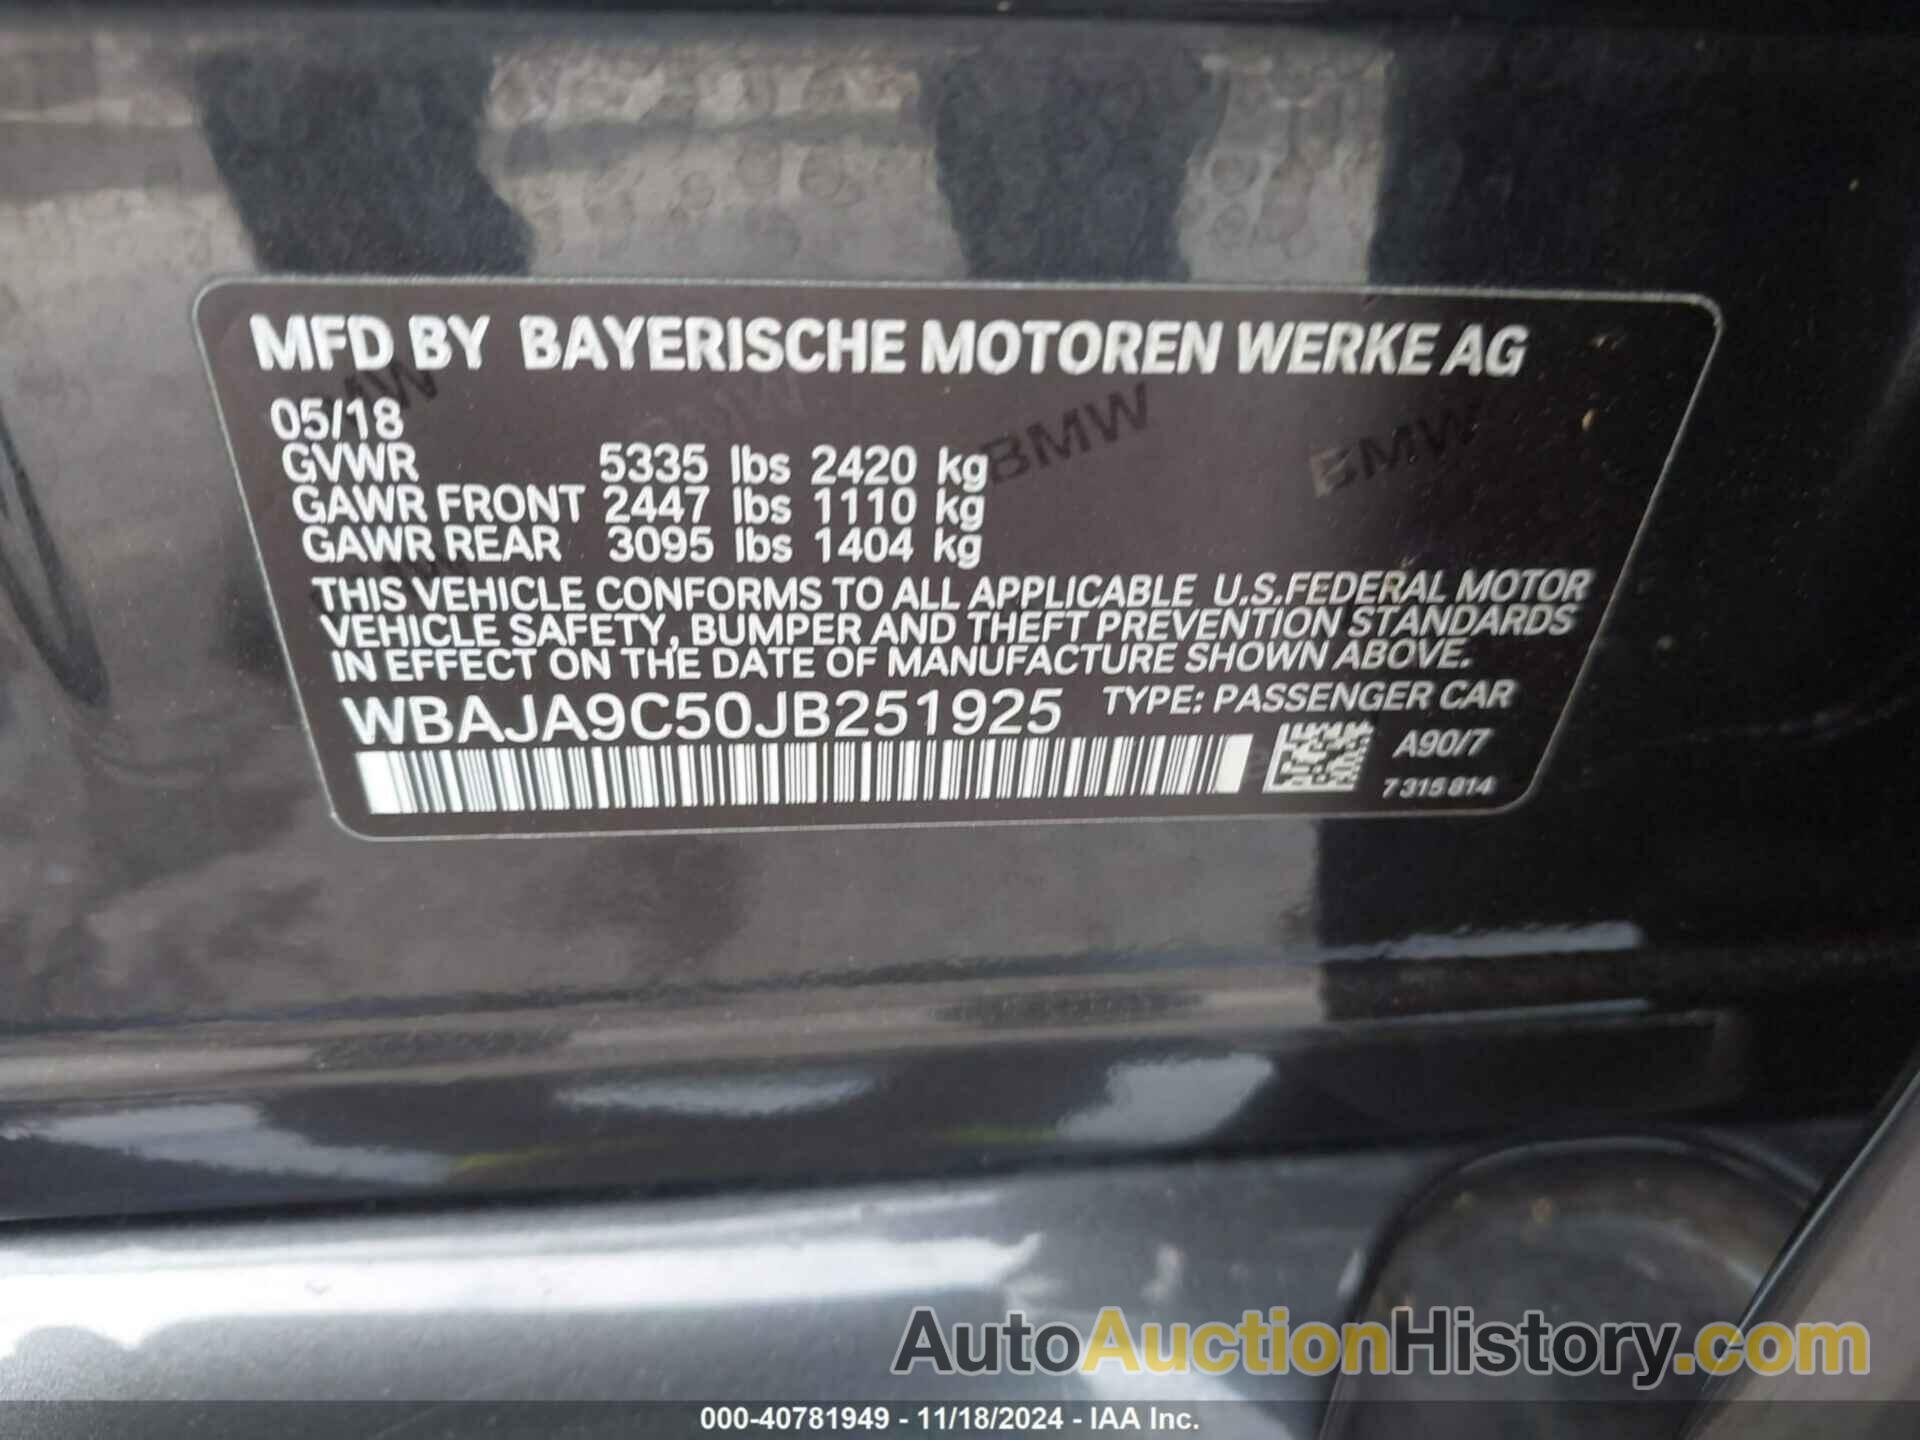 MFD BY BAYERISCHE MOTOREN WERKE AG
05/18
GVWR 5335 lbs 2420 kg
GAWR FRONT 2447 lbs 1110 kg
GAWR REAR 3095 lbs 1404 kg
THIS VEHICLE CONFORMS TO ALL APPLICABLE U.S.FEDERAL MOTOR
VEHICLE SAFETY, BUMPER AND THEFT PREVENTION STANDARDS
IN EFFECT ON THE DATE OF MANUFACTURE SHOWN ABOVE.
WBAJA9C50JB251925 TYPE: PASSENGER CAR
A90/7
7 315 814
BMW BMW BMW
AutoAuctionHistory.com
000-40781949 - 11/18/2024 - IAA Inc.